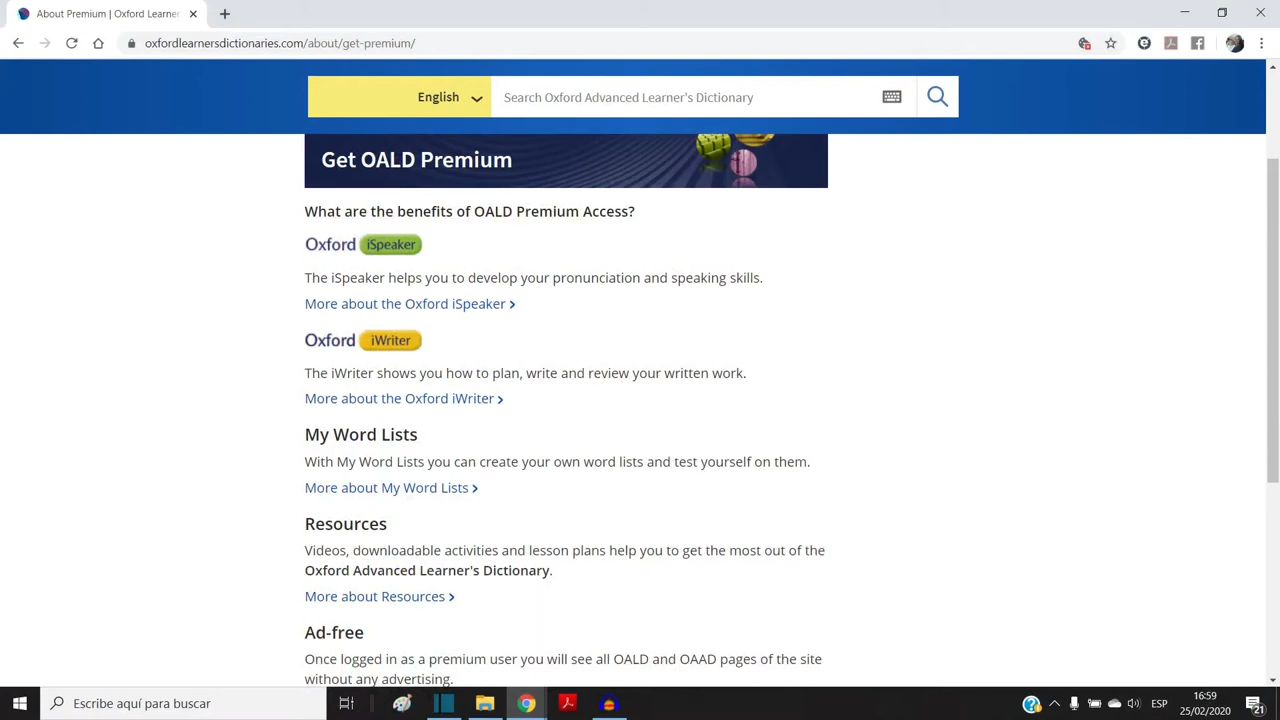 About Premium | Oxford Learner
oxfordlearnersdictionaries.com/about/get-premium/
English
Search Oxford Advanced Learner's Dictionary
Get OALD Premium
What are the benefits of OALD Premium Access?
Oxford iSpeaker
The iSpeaker helps you to develop your pronunciation and speaking skills.
More about the Oxford iSpeaker
Oxford iWriter
The iWriter shows you how to plan, write and review your written work.
More about the Oxford iWriter
My Word Lists
With My Word Lists you can create your own word lists and test yourself on them.
More about My Word Lists
Resources
Videos, downloadable activities and lesson plans help you to get the most out of the
Oxford Advanced Learner's Dictionary.
More about Resources
Ad-free
Once logged in as a premium user you will see all OALD and OAAD pages of the site
without any advertising.
Escribe aquí para buscar
ESP
16:59
25/02/2020
21